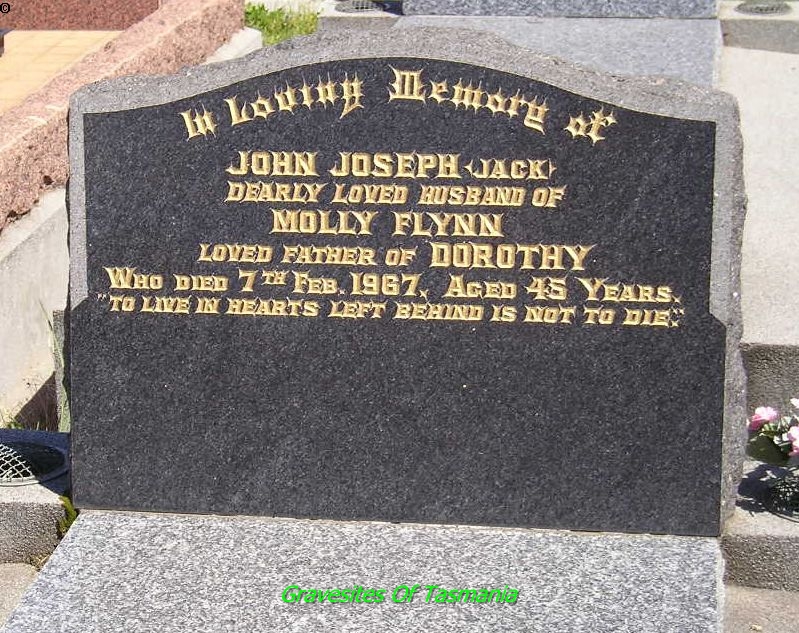 ©
In Loving Memory of
JOHN JOSEPH (JACK)
DEARLY LOVED HUSBAND OF
MOLLY FLYNN
LOVED FATHER OF DOROTHY
WHO DIED 7TH FEB. 1967, AGED 45 YEARS.
"TO LIVE IN HEARTS LEFT BEHIND IS NOT TO DIE."
Gravesites Of Tasmania